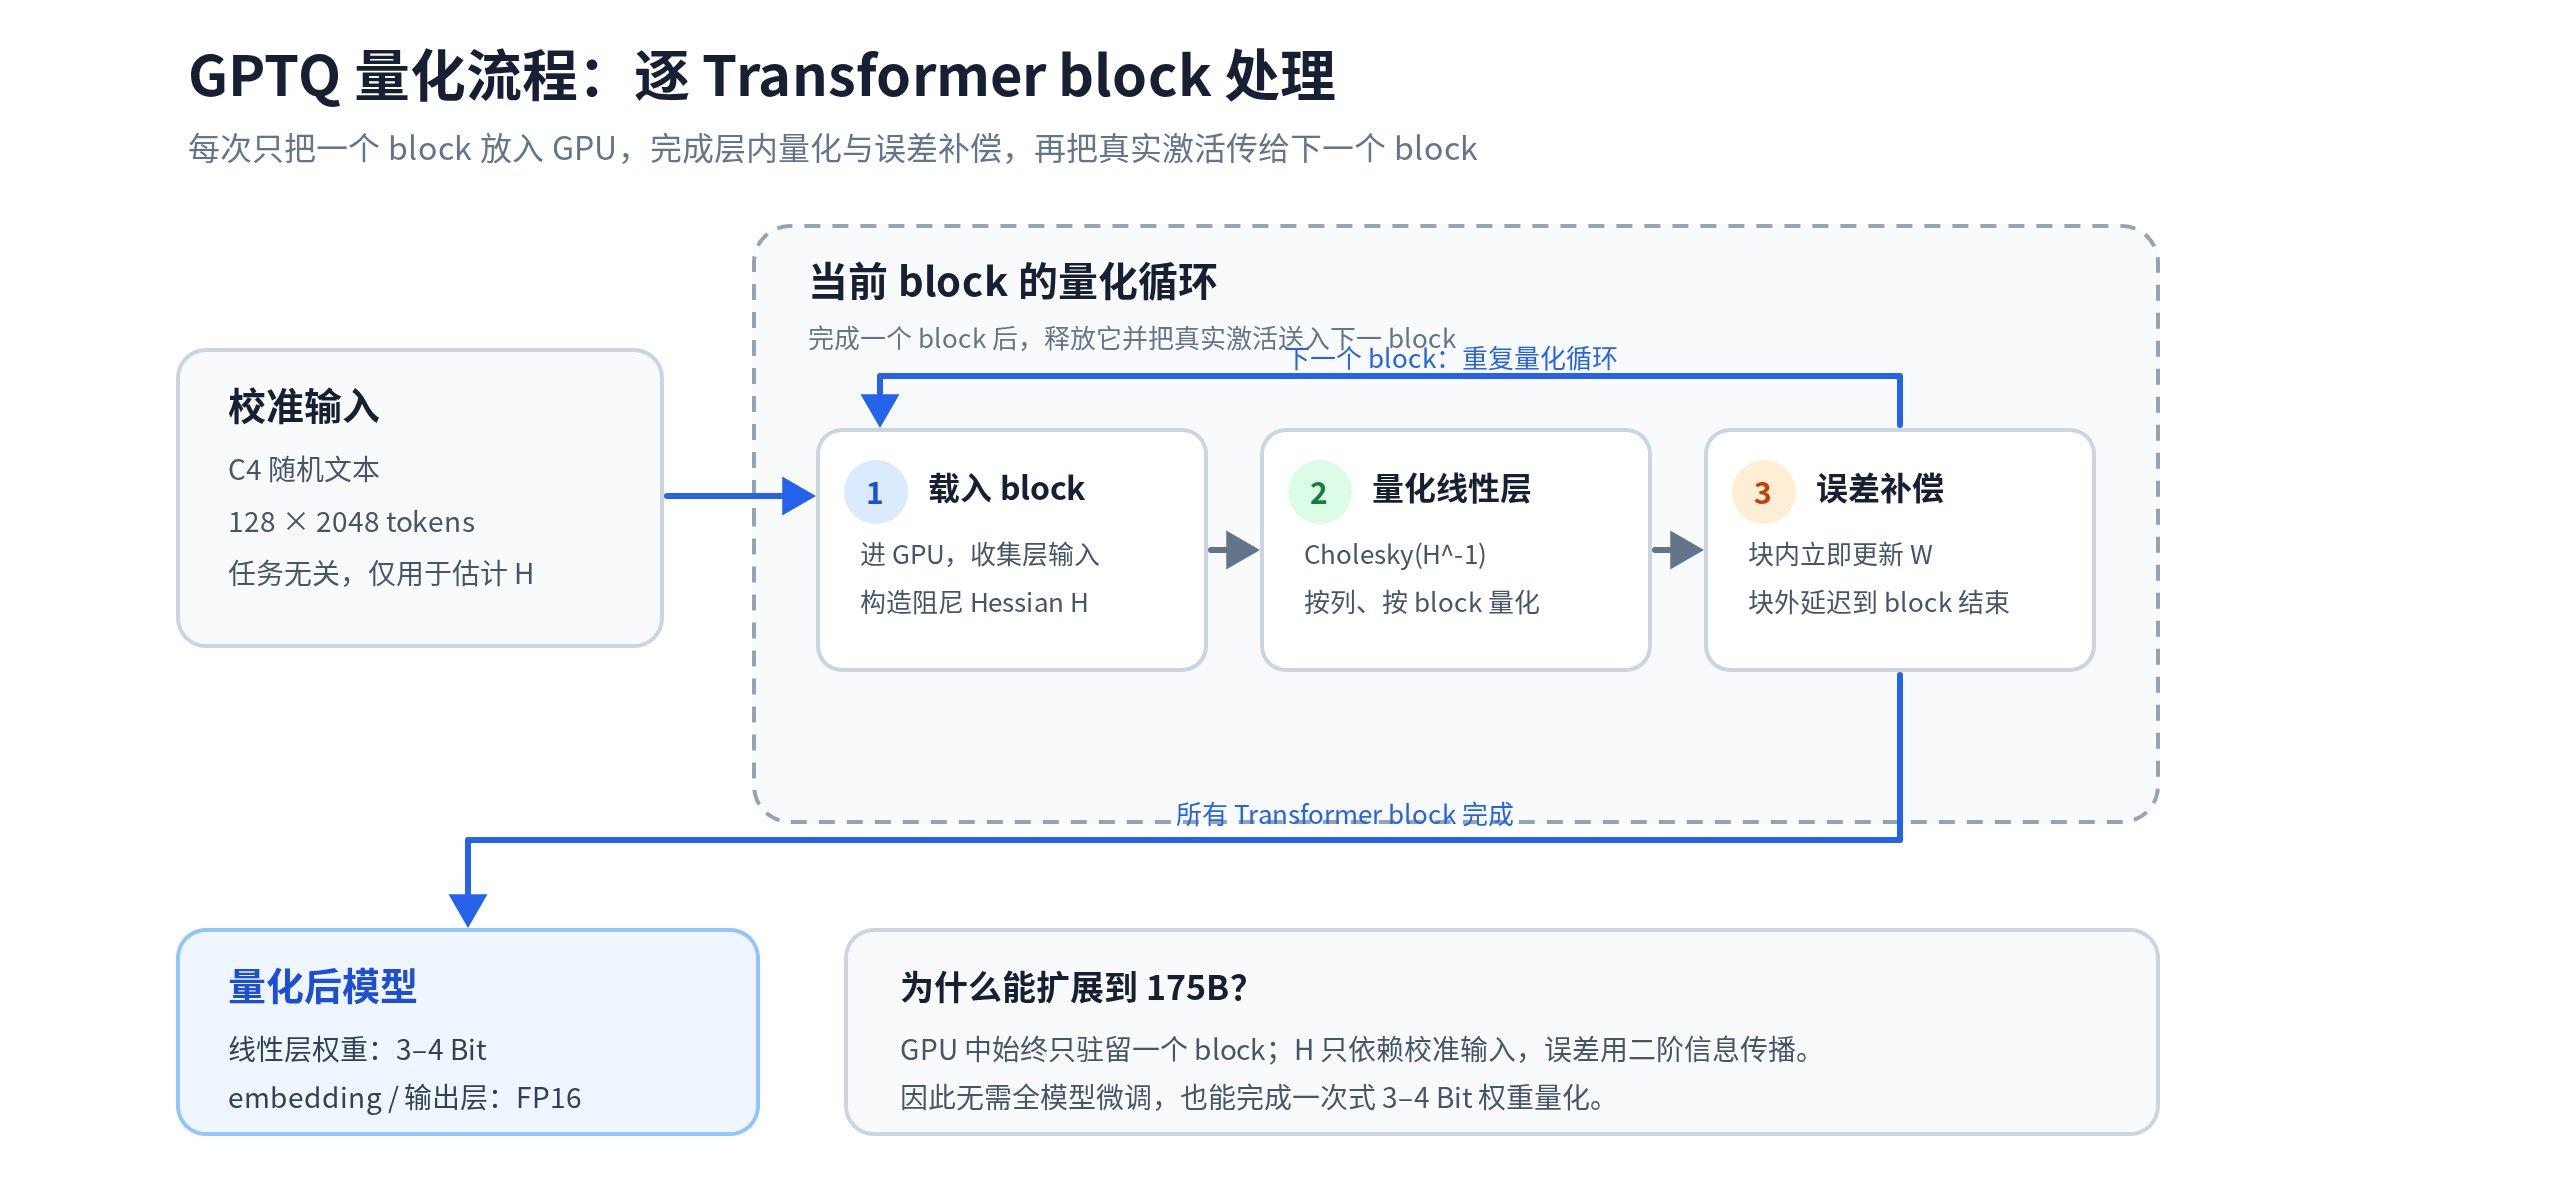 GPTQ 量化流程：逐 Transformer block 处理
每次只把一个 block 放入 GPU，完成层内量化与误差补偿，再把真实激活传给下一个 block
当前 block 的量化循环
完成一个 block 后，释放它并把真实激活送入下一 block
下一个 block：重复量化循环
校准输入
C4 随机文本
128 × 2048 tokens
任务无关，仅用于估计 H
1 载入 block
进 GPU，收集层输入
构造阻尼 Hessian H
2 量化线性层
Cholesky(H^-1)
按列、按 block 量化
3 误差补偿
块内立即更新 W
块外延迟到 block 结束
所有 Transformer block 完成
量化后模型
线性层权重：3–4 Bit
embedding / 输出层：FP16
为什么能扩展到 175B？
GPU 中始终只驻留一个 block；H 只依赖校准输入，误差用二阶信息传播。
因此无需全模型微调，也能完成一次式 3–4 Bit 权重量化。